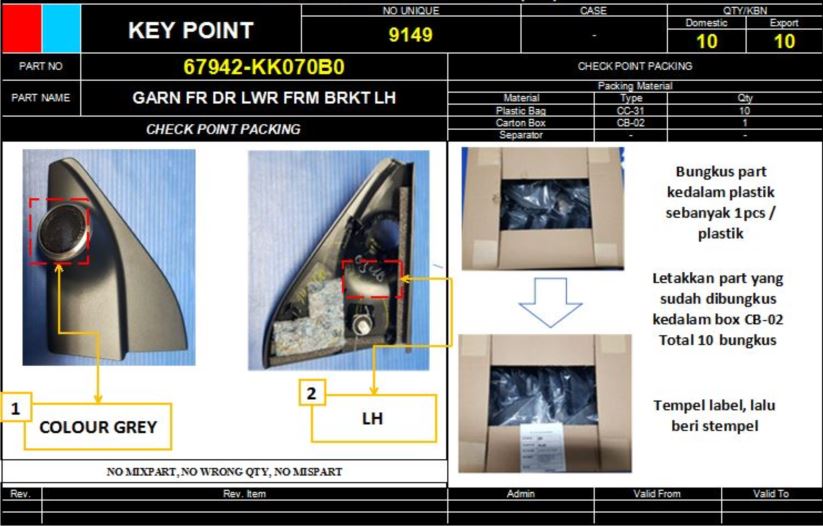 KEY POINT
NO UNIQUE
CASE
QTY/KBN
9149
-
Domestic
Export
10
10
PART NO
67942-KK070B0
CHECK POINT PACKING
PART NAME
GARN FR DR LWR FRM BRKT LH
Packing Material
Material
Type
Qty
Plastic Bag
CC-31
10
Carton Box
CB-02
1
Separator
-
-
CHECK POINT PACKING
1
COLOUR GREY
2
LH
Bungkus part
kedalam plastik
sebanyak 1pcs /
plastik
Letakkan part yang
sudah dibungkus
kedalam box CB-02
Total 10 bungkus
Tempel label, lalu
beri stempel
NO MIXPART, NO WRONG QTY, NO MISPART
Rev.
Rev. Item
Admin
Valid From
Valid To